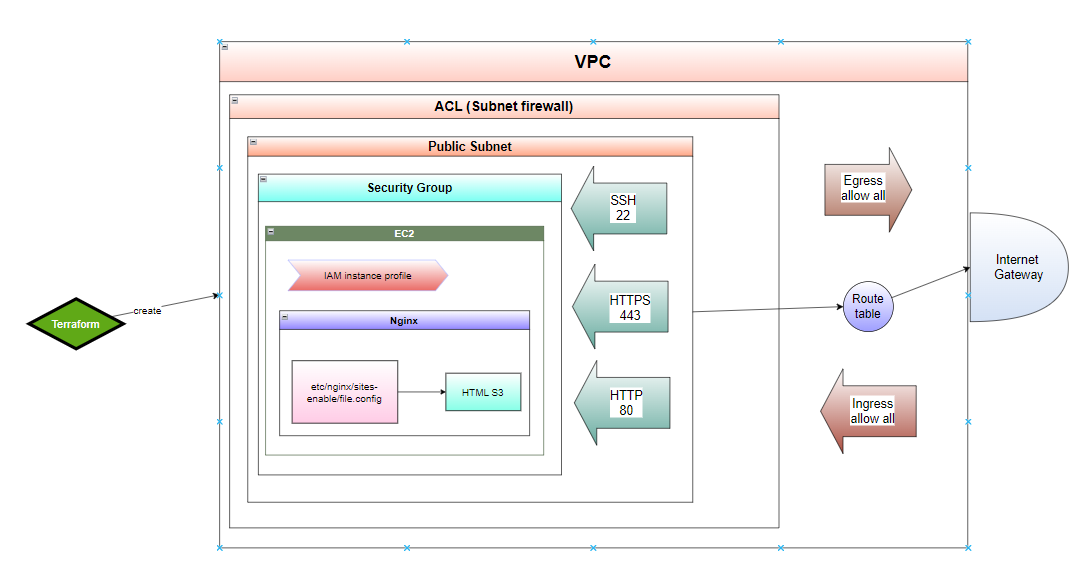 VPC
ACL (Subnet firewall)
Public Subnet
Security Group
EC2
IAM instance profile
Nginx
etc/nginx/sites-
enable/file.config
HTML S3
SSH
22
HTTPS
443
HTTP
80
Egress
allow all
Ingress
allow all
Route
table
Internet
Gateway
Terraform
create